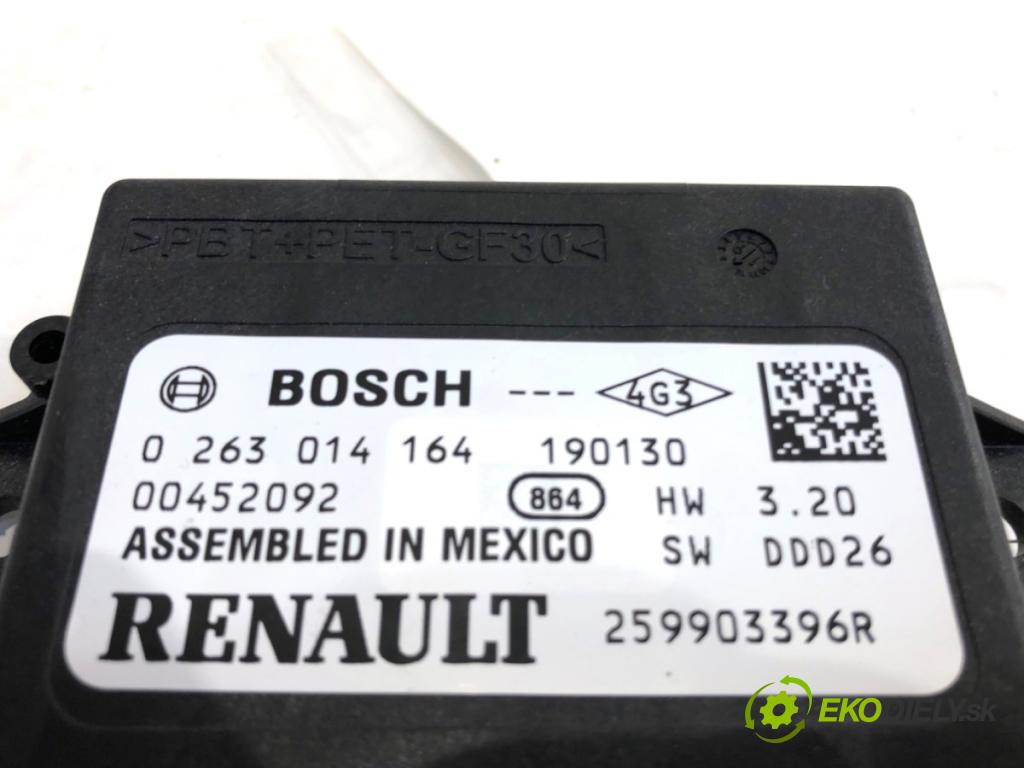 >PBT+PET-GF30<
BOSCH --- 4G3
0 263 014 164 190130
00452092 864 HW 3.20
ASSEMBLED IN MEXICO SW DDD26
RENAULT 259903396R
EKODIELY.sk